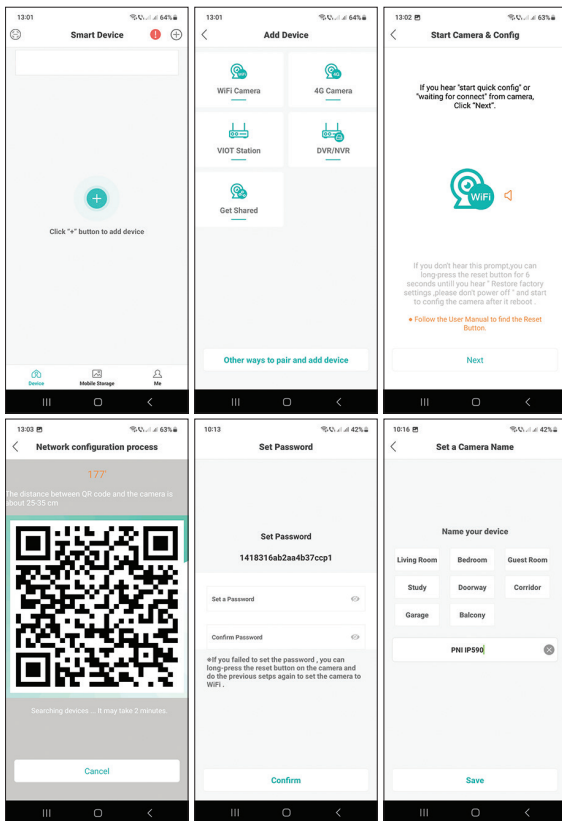 13:01
64%
Smart Device
Click "+" button to add device
Device
Mobile Storage
Me
13:01
64%
Add Device
WiFi
WiFi Camera
4G
4G Camera
VIOT Station
DVR/NVR
Get Shared
Other ways to pair and add device
13:02
63%
Start Camera & Config
If you hear "start quick config" or
"waiting for connect" from camera,
Click "Next".
WiFi
If you don't hear this prompt,you can
long-press the reset button for 6
seconds untill you hear " Restore factory
settings ,please don't power off " and start
to config the camera after it reboot .
● Follow the User Manual to find the Reset
Button.
Next
13:03
63%
Network configuration process
177
The distance between QR code and the camera is
about 25-35 cm
Searching devices ... It may take 2 minutes.
Cancel
10:13
42%
Set Password
Set Password
1418316ab2aa4b37ccp1
Set a Password
Confirm Password
*If you failed to set the password , you can
long-press the reset button on the camera and
do the previous setps again to set the camera to
WiFi .
Confirm
10:16
42%
Set a Camera Name
Name your device
Living Room
Bedroom
Guest Room
Study
Doorway
Corridor
Garage
Balcony
PNI IP590
Save